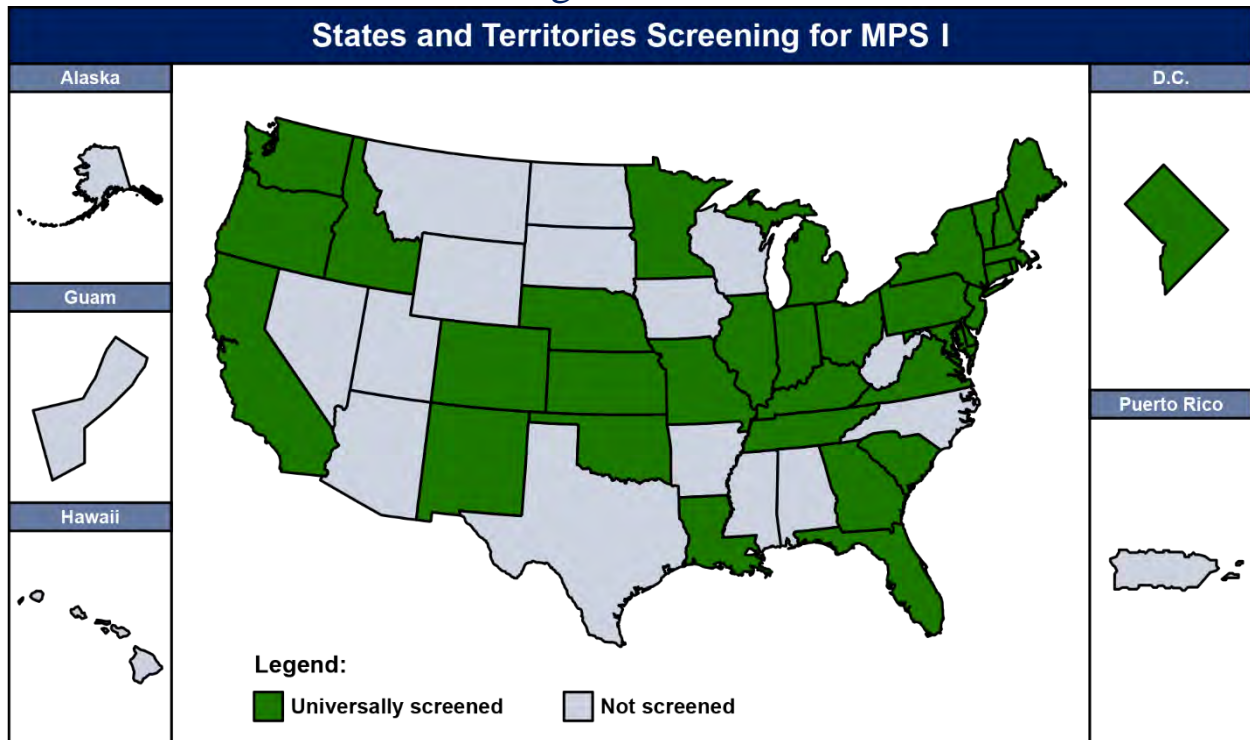 States and Territories Screening for MPS I
Alaska
Guam
Hawaii
D.C.
Puerto Rico
Legend:
Universally screened
Not screened